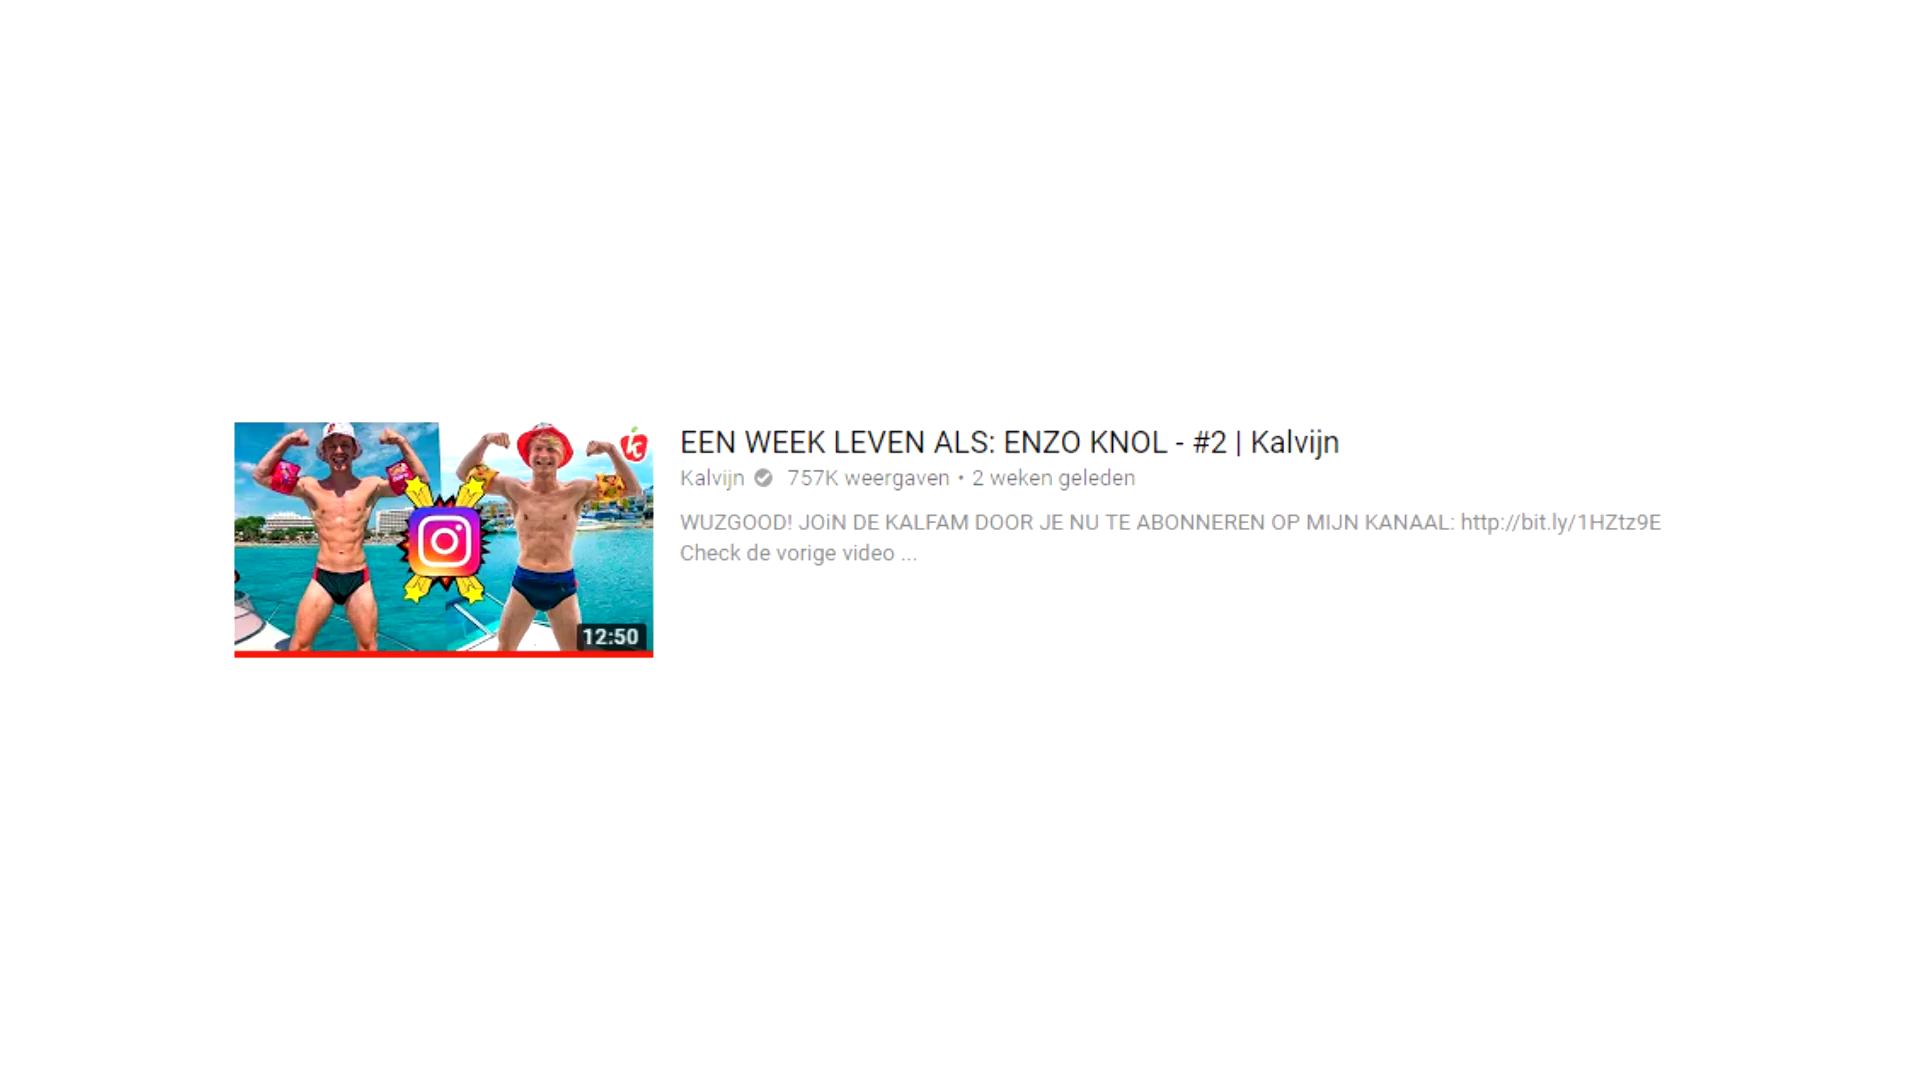 EEN WEEK LEVEN ALS: ENZO KNOL - #2 | Kalvijn
Kalvijn 757K weergaven • 2 weken geleden
WUZGOOD! JOiN DE KALFAM DOOR JE NU TE ABONNEREN OP MIJN KANAAL: http://bit.ly/1HZtz9E
Check de vorige video ...
k
12:50